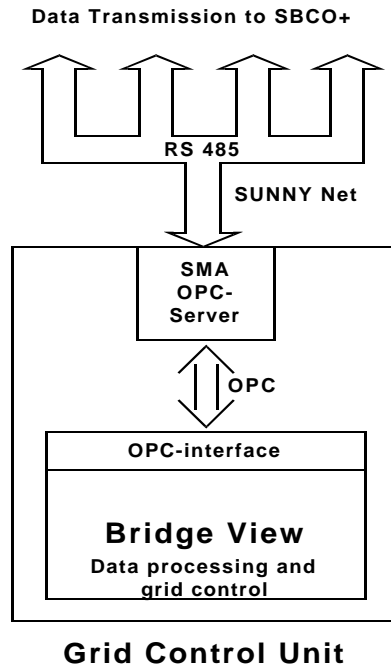 Data Transmission to SBCO+
RS 485
SUNNY Net
SMA
OPC-
Server
OPC
OPC-interface
Bridge View
Data processing and
grid control
Grid Control Unit